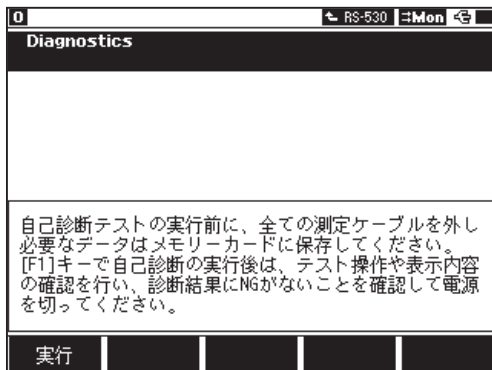 0 RS-530 Mon
Diagnostics
自己診断テストの実行前に、全ての測定ケーブルを外し
必要なデータはメモリーカードに保存してください。
[F1]キーで自己診断の実行後は、テスト操作や表示内容
の確認を行い、診断結果にNGがないことを確認して電源
を切ってください。
実行